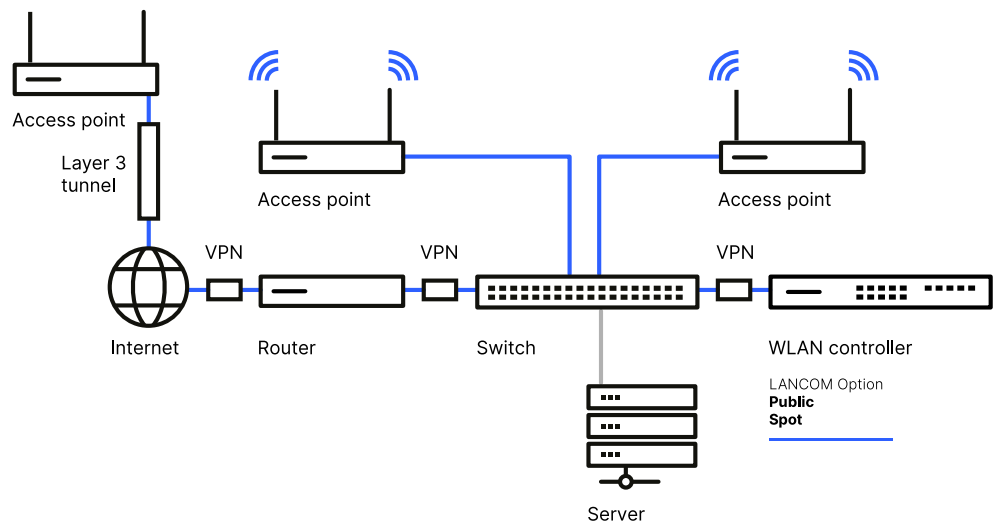 Access point
Layer 3
tunnel
Access point
Access point
VPN
VPN
VPN
Internet
Router
Switch
WLAN controller
LANCOM Option
Public
Spot
Server